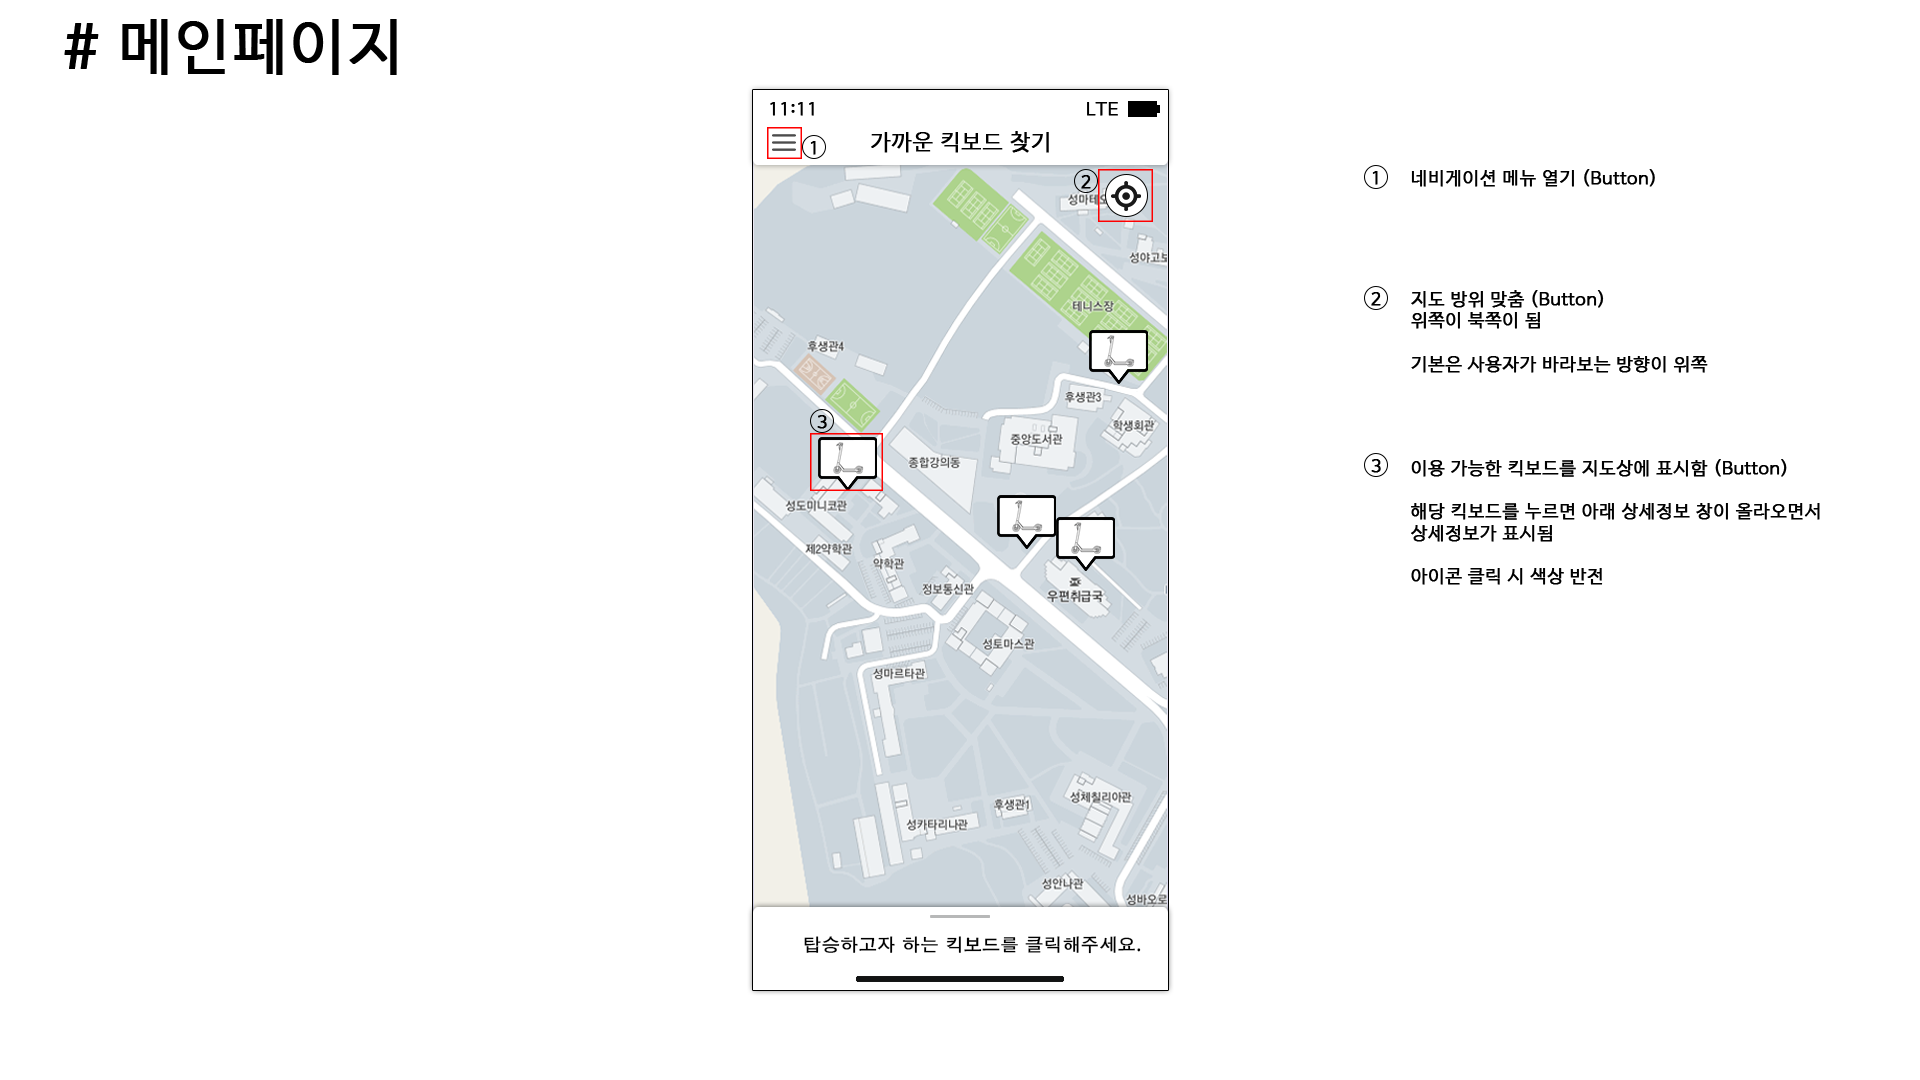 # 메인페이지
11:11
LTE
①
가까운 킥보드 찾기
②
성마테오
성야고보
테니스장
후생관4
후생관3
학생회관
중앙도서관
③
종합강의동
성도미니코관
제2약학관
약학관
정보통신관
우편취급국
성토마스관
성마르타관
후생관1
성체칠리아관
성카타리나관
성안나관
성바오로
탑승하고자 하는 킥보드를 클릭해주세요.
① 네비게이션 메뉴 열기 (Button)
② 지도 방위 맞춤 (Button)
위쪽이 북쪽이 됨
기본은 사용자가 바라보는 방향이 위쪽
③ 이용 가능한 킥보드를 지도상에 표시함 (Button)
해당 킥보드를 누르면 아래 상세정보 창이 올라오면서
상세정보가 표시됨
아이콘 클릭 시 색상 반전